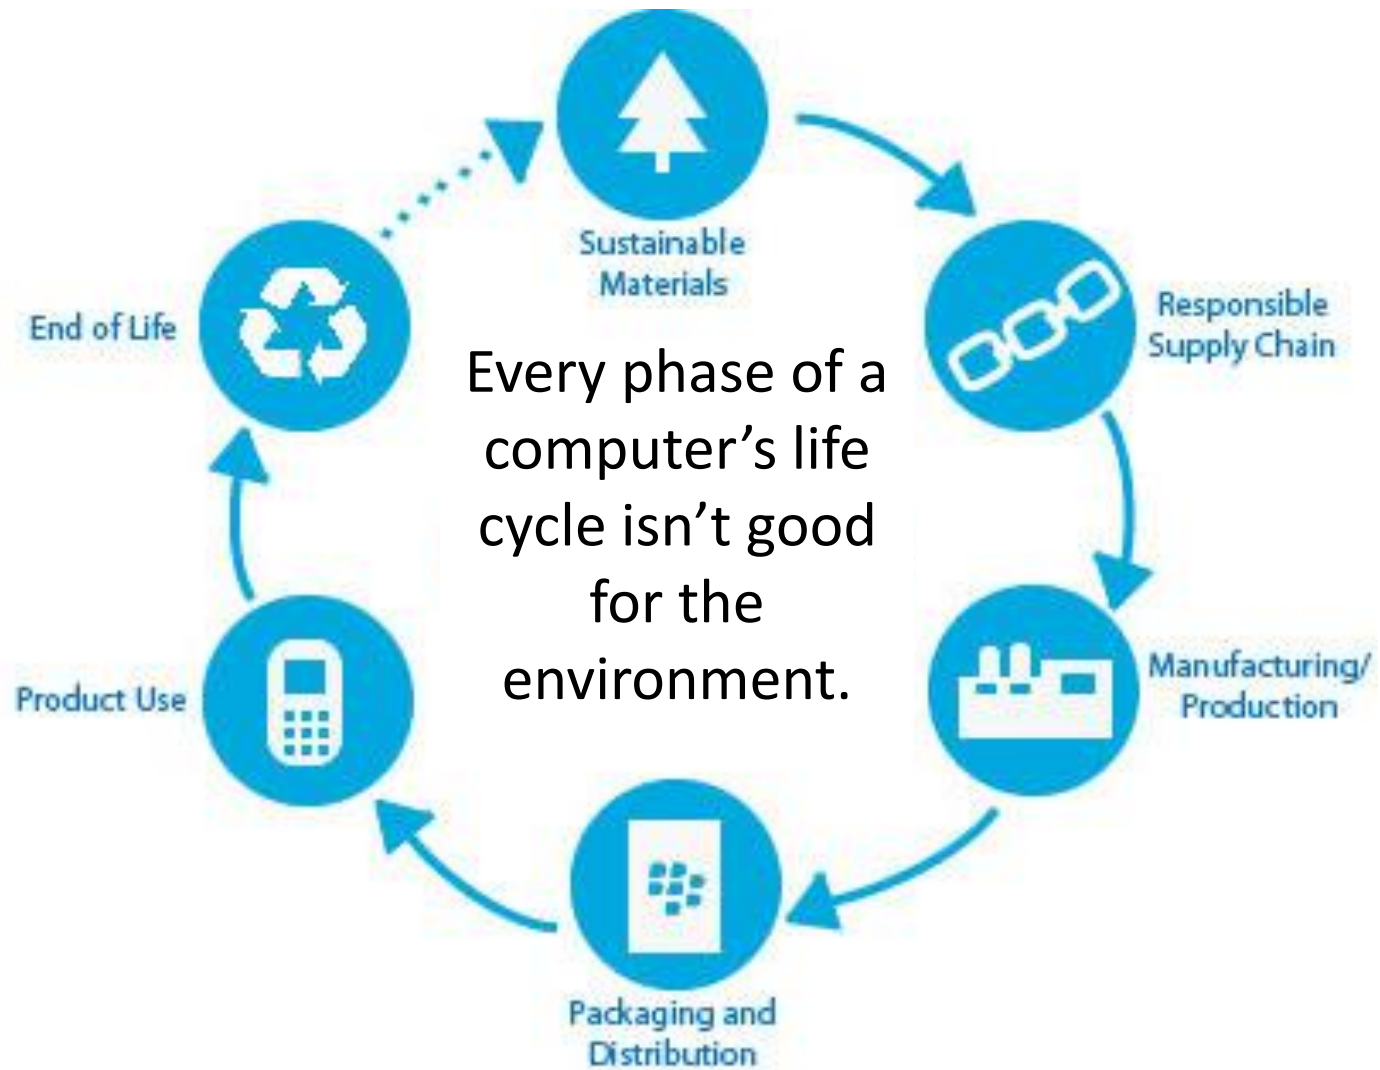 Sustainable
Materials
Responsible
Supply Chain
Manufacturing/
Production
Packaging and
Distribution
Product Use
End of Life
Every phase of a
computer’s life
cycle isn’t good
for the
environment.